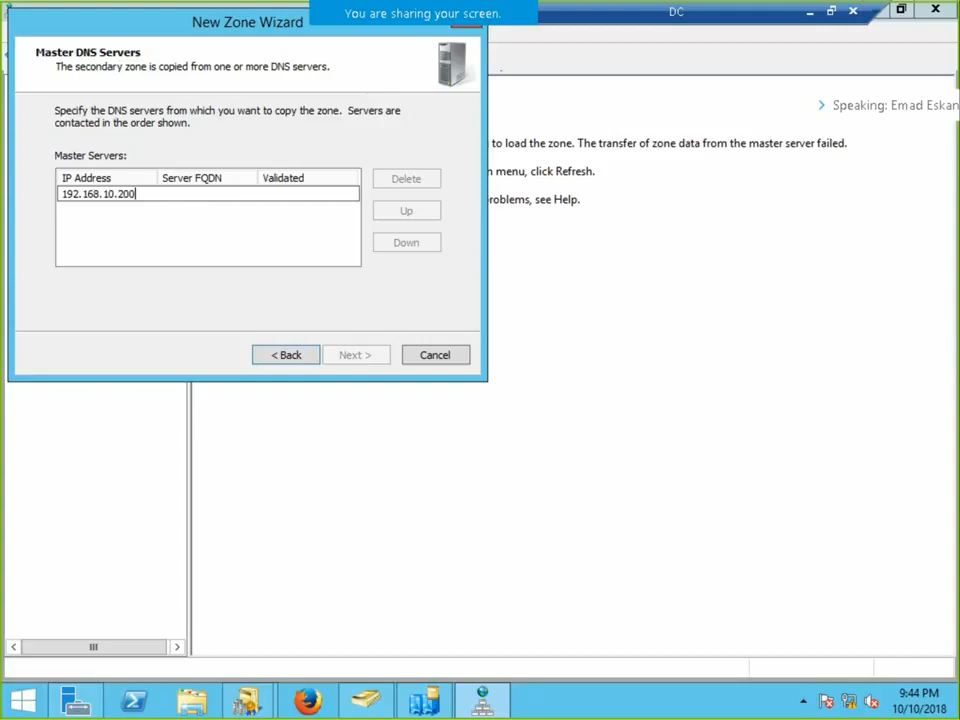 New Zone Wizard
You are sharing your screen.
DC
Master DNS Servers
The secondary zone is copied from one or more DNS servers.
Speaking: Emad Eskan
Specify the DNS servers from which you want to copy the zone. Servers are
contacted in the order shown.
to load the zone. The transfer of zone data from the master server failed.
Master Servers:
menu, click Refresh.
IP Address Server FQDN Validated
Delete
192.168.10.200
roblems, see Help.
Up
Down
< Back
Next >
Cancel
9:44 PM
10/10/2018